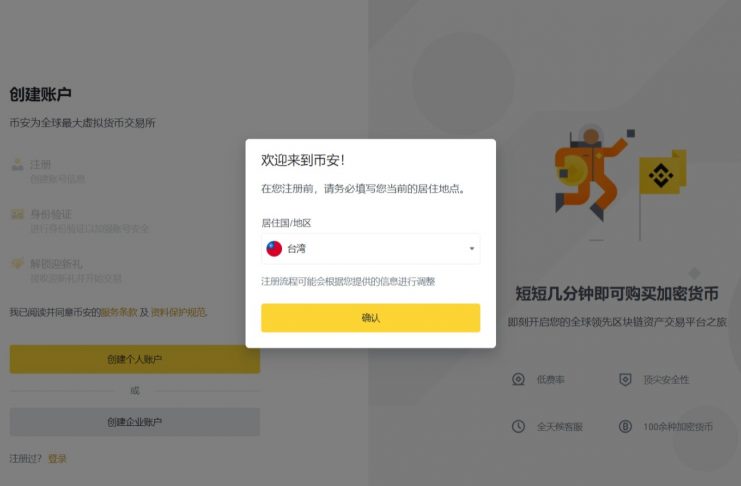 创建账户
币安为全球最大虚拟货币交易所
注册
创建账号信息
身份验证
进行身份验证以加强账号安全
解锁迎新礼
接收迎新礼并开始交易
我已阅读并同意币安的服务条款 及 资料保护规范.
创建个人账户
或
创建企业账户
注册过？ 登录
欢迎来到币安！
在您注册前，请务必填写您当前的居住地点。
居住国/地区
台湾
注册流程可能会根据您提供的信息进行调整
确认
短短几分钟即可购买加密货币
即刻开启您的全球领先区块链资产交易平台之旅
低费率
顶尖安全性
全天候客服
100余种加密货币